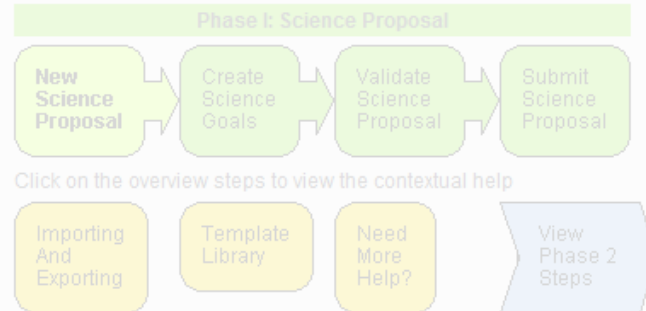 Phase I: Science Proposal
New
Science
Proposal
Create
Science
Goals
Validate
Science
Proposal
Submit
Science
Proposal
Click on the overview steps to view the contextual help
Importing
And
Exporting
Template
Library
Need
More
Help?
View
Phase 2
Steps